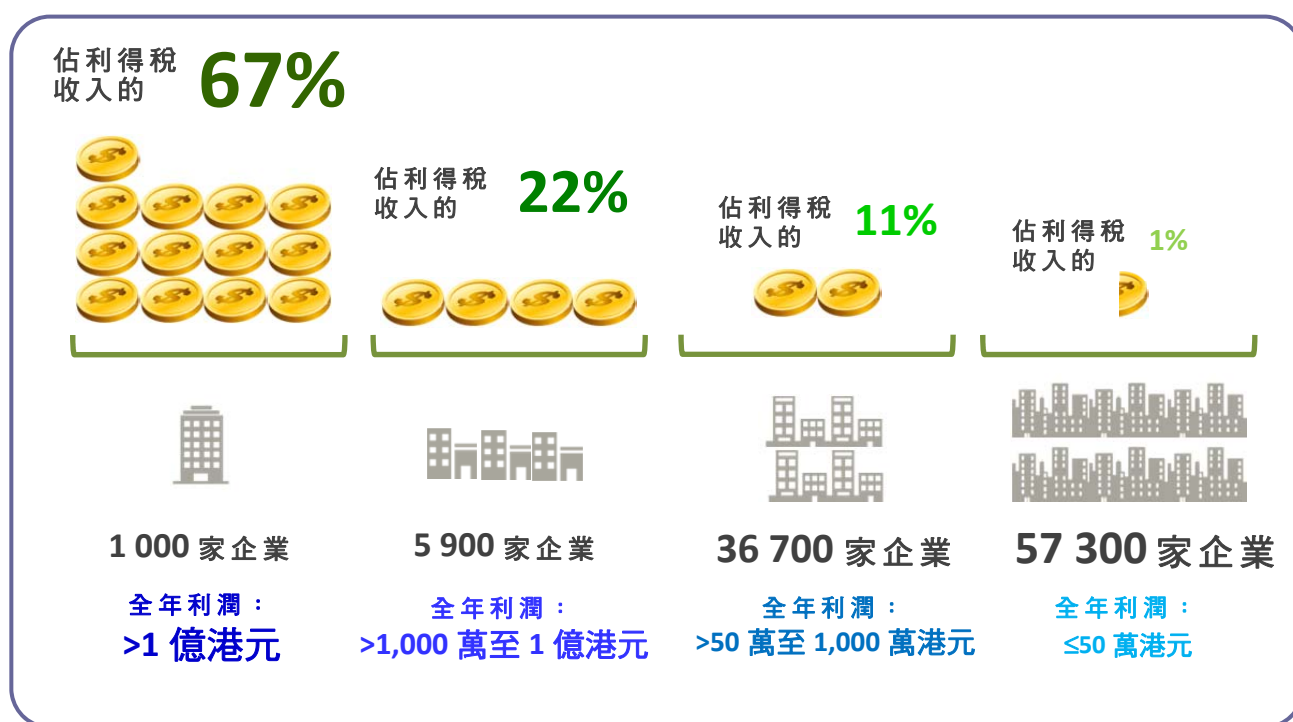 佔利得稅
收入的
67%
佔利得稅
收入的
22%
佔利得稅
收入的
11%
佔利得稅
收入的
1%
1 000 家企業
全年利潤：
>1 億港元
5 900 家企業
全年利潤：
>1,000 萬至 1 億港元
36 700 家企業
全年利潤：
>50 萬至 1,000 萬港元
57 300 家企業
全年利潤：
≤50 萬港元